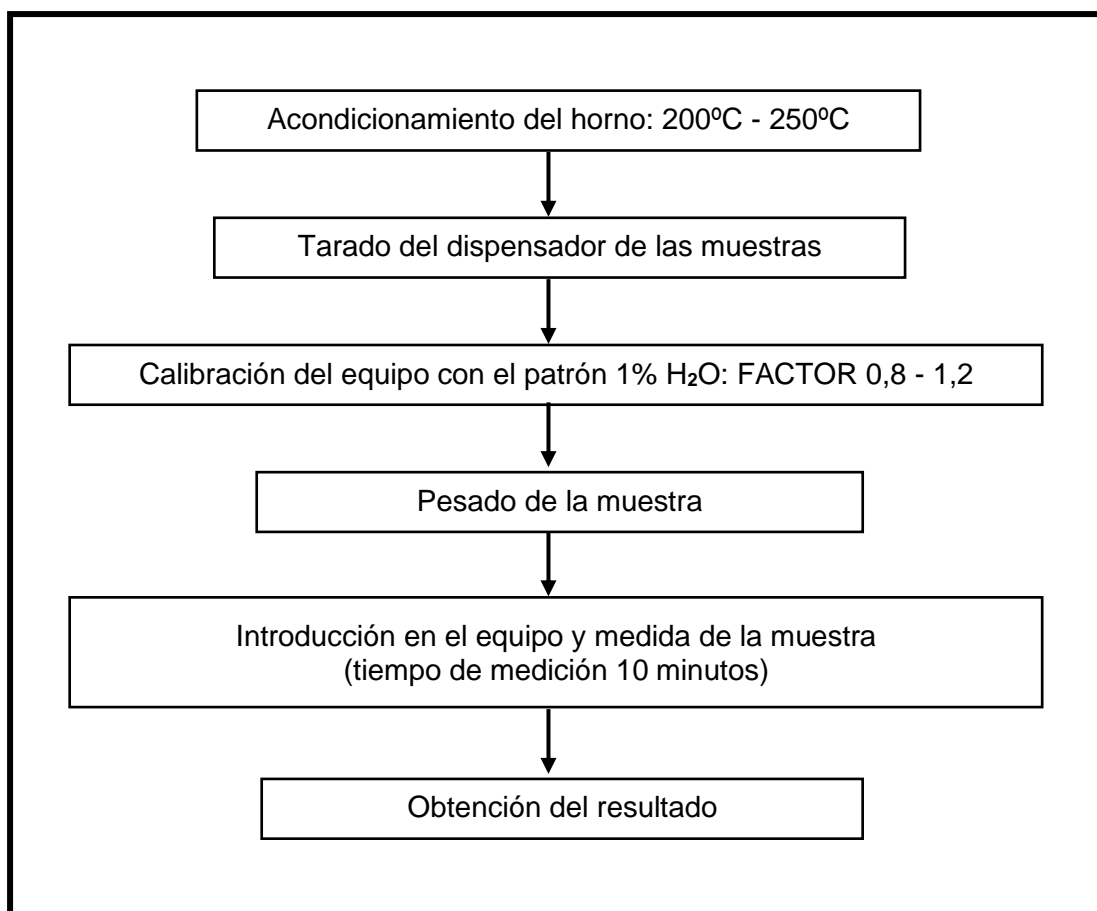 Acondicionamiento del horno: 200ºC - 250ºC
Tarado del dispensador de las muestras
Calibración del equipo con el patrón 1% H₂O: FACTOR 0,8 - 1,2
Pesado de la muestra
Introducción en el equipo y medida de la muestra
(tiempo de medición 10 minutos)
Obtención del resultado